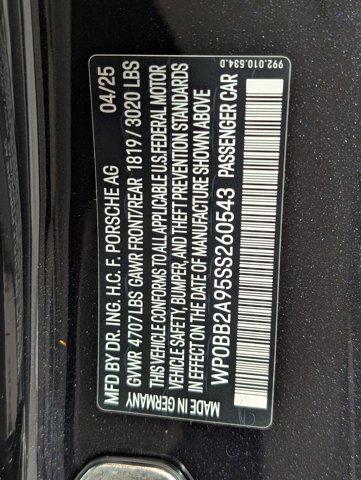 992.010.534.D
MFD BY DR. ING. H.C. F. PORSCHE AG 04/25
GVWR 4707LBS GAWR FRONT/REAR 1819/3020 LBS
THIS VEHICLE CONFORMS TO ALL APPLICABLE U.S. FEDERAL MOTOR
VEHICLE SAFETY, BUMPER, AND THEFT PREVENTION STANDARDS
IN EFFECT ON THE DATE OF MANUFACTURE SHOWN ABOVE
WP0BB2A95SS260543 PASSENGER CAR
MADE IN GERMANY